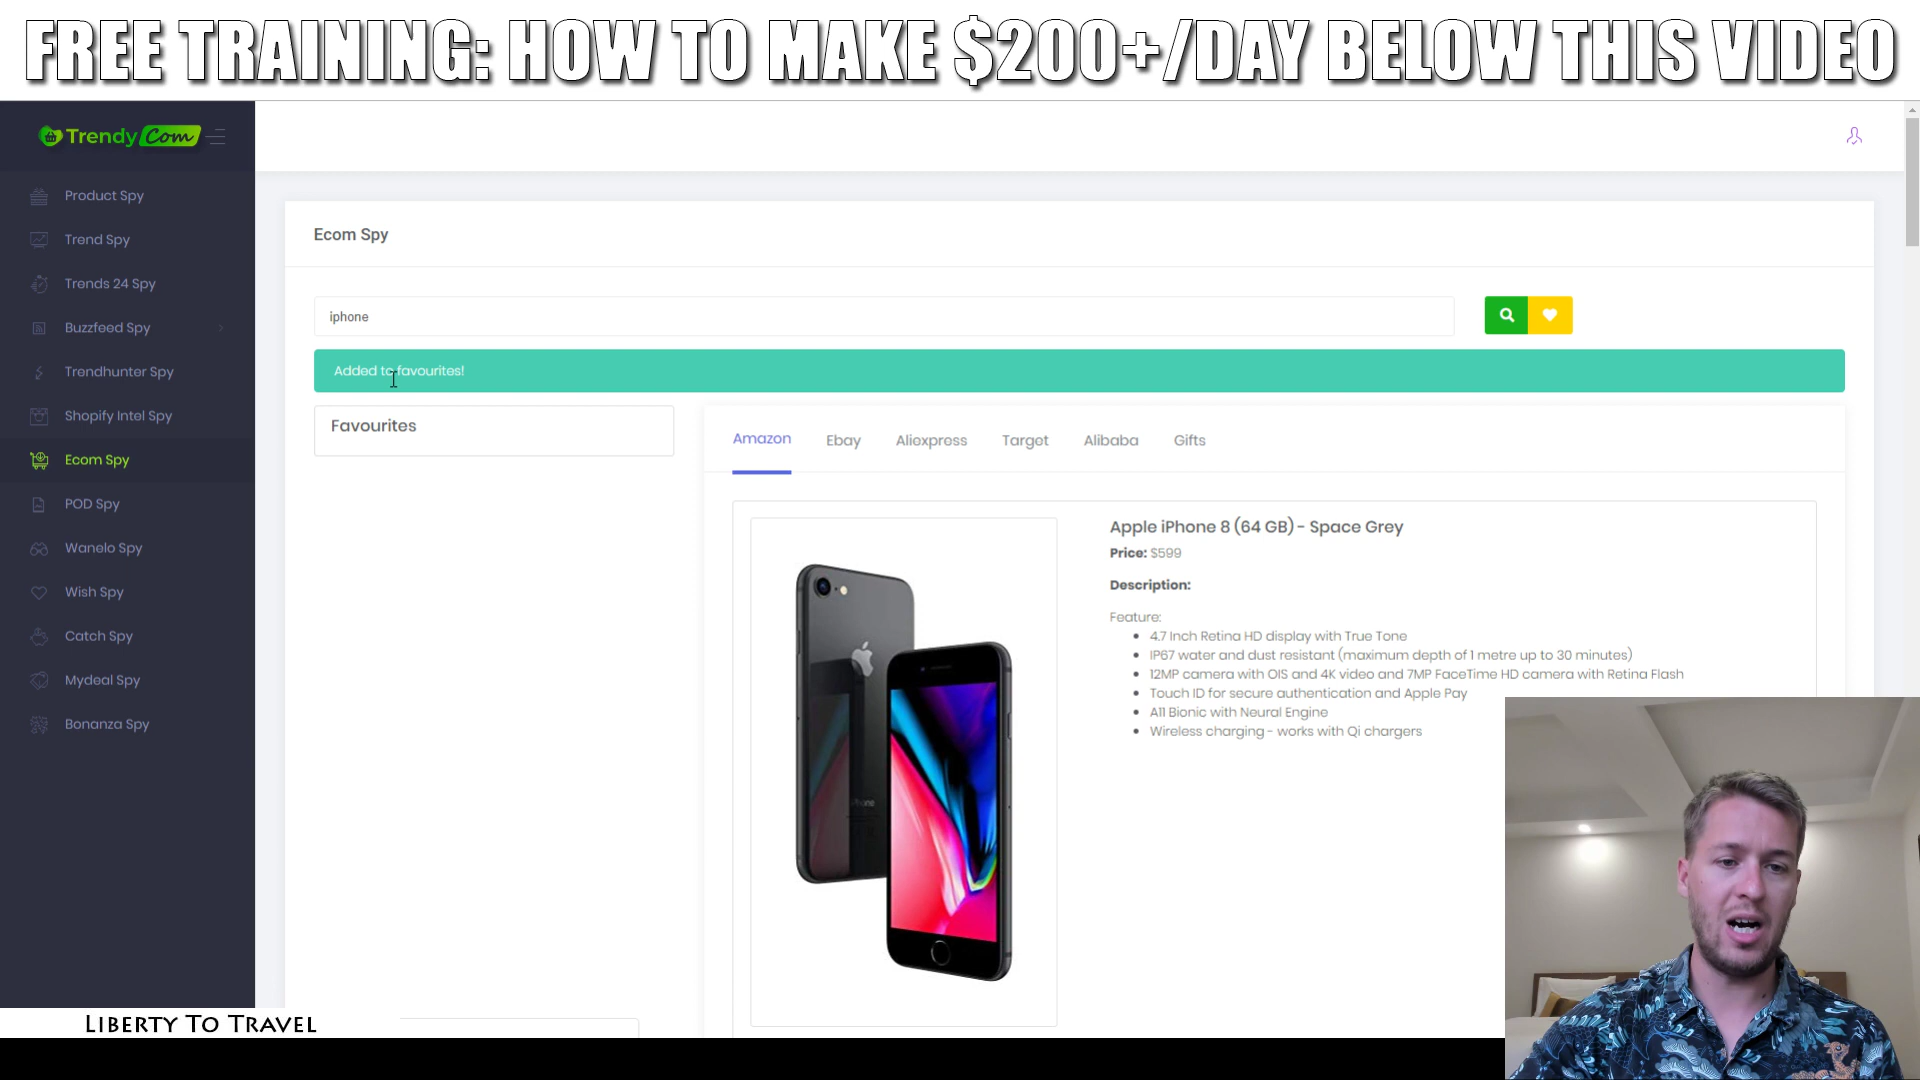 FREE TRAINING: HOW TO MAKE $200+/DAY BELOW THIS VIDEO
Trendy Com
Product Spy
Trend Spy
Trends 24 Spy
Buzzfeed Spy
Trendhunter Spy
Shopify Intel Spy
Ecom Spy
POD Spy
Wanelo Spy
Wish Spy
Catch Spy
Mydeal Spy
Bonanza Spy
Ecom Spy
iphone
Added to favourites!
Favourites
Amazon Ebay Aliexpress Target Alibaba Gifts
Apple iPhone 8 (64 GB) - Space Grey
Price: $599
Description:
Feature:
4.7 Inch Retina HD display with True Tone
IP67 water and dust resistant (maximum depth of 1 metre up to 30 minutes)
12MP camera with OIS and 4K video and 7MP FaceTime HD camera with Retina Flash
Touch ID for secure authentication and Apple Pay
A11 Bionic with Neural Engine
Wireless charging - works with Qi chargers
LIBERTY TO TRAVEL